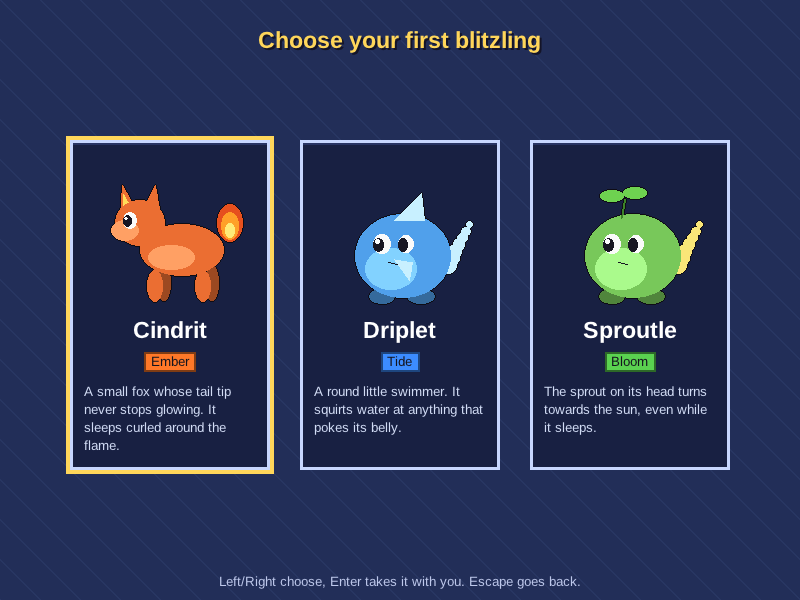 Choose your first blitzling
Cindrit
Ember
A small fox whose tail tip
never stops glowing. It
sleeps curled around the
flame.
Driplet
Tide
A round little swimmer. It
squirts water at anything that
pokes its belly.
Sproutle
Bloom
The sprout on its head turns
towards the sun, even while
it sleeps.
Left/Right choose, Enter takes it with you. Escape goes back.